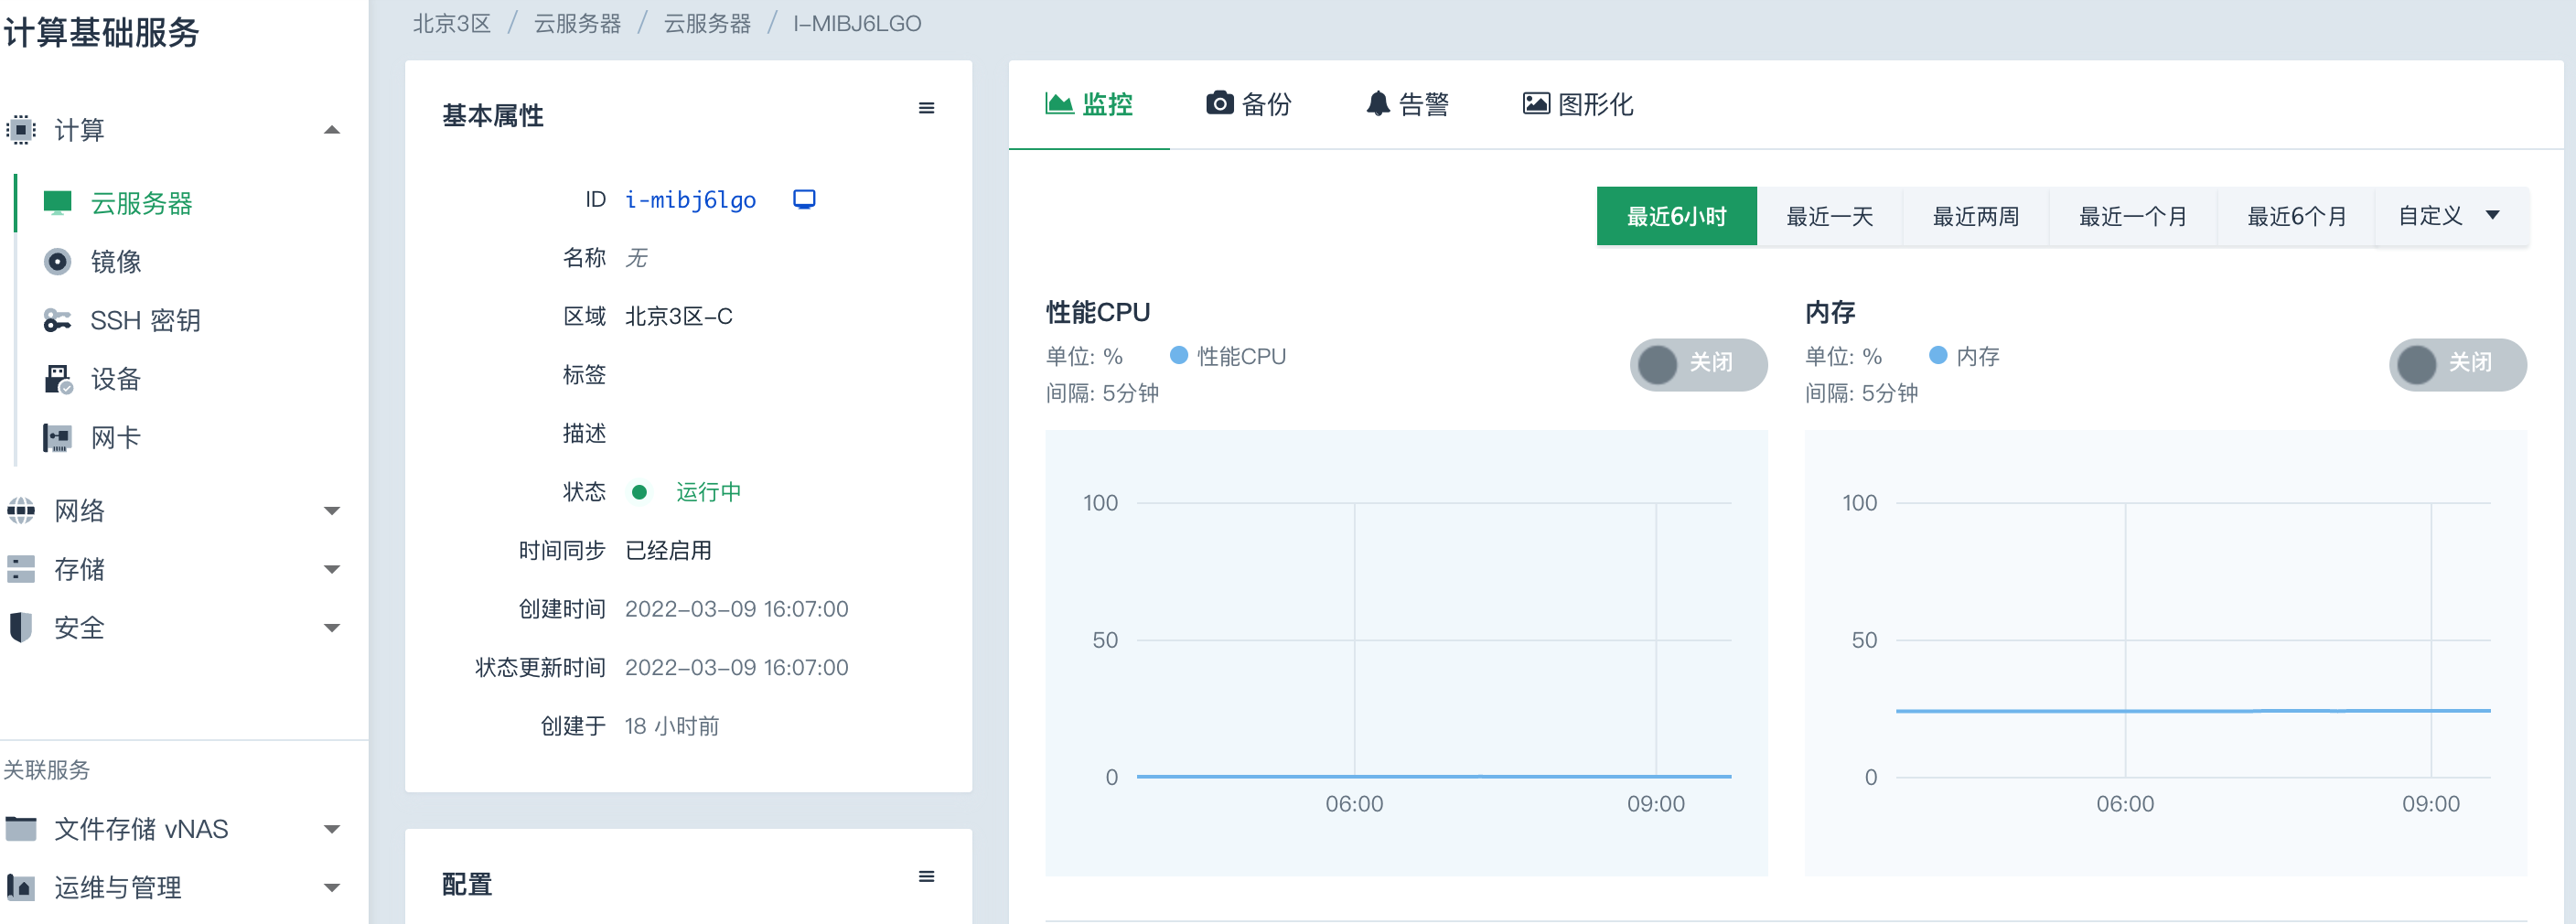 计算基础服务
计算
云服务器
镜像
SSH 密钥
设备
网卡
网络
存储
安全
关联服务
文件存储 vNAS
运维与管理
北京3区 / 云服务器 / 云服务器 / I-MIBJ6LGO
基本属性
ID i-mibj6lgo
名称 无
区域 北京3区-C
标签
描述
状态 运行中
时间同步 已经启用
创建时间 2022-03-09 16:07:00
状态更新时间 2022-03-09 16:07:00
创建于 18 小时前
配置
监控 备份 告警 图形化
最近6小时 最近一天 最近两周 最近一个月 最近6个月 自定义
性能CPU
单位: % 性能CPU
间隔: 5分钟
关闭
100
50
0
06:00 09:00
内存
单位: % 内存
间隔: 5分钟
关闭
100
50
0
06:00 09:00